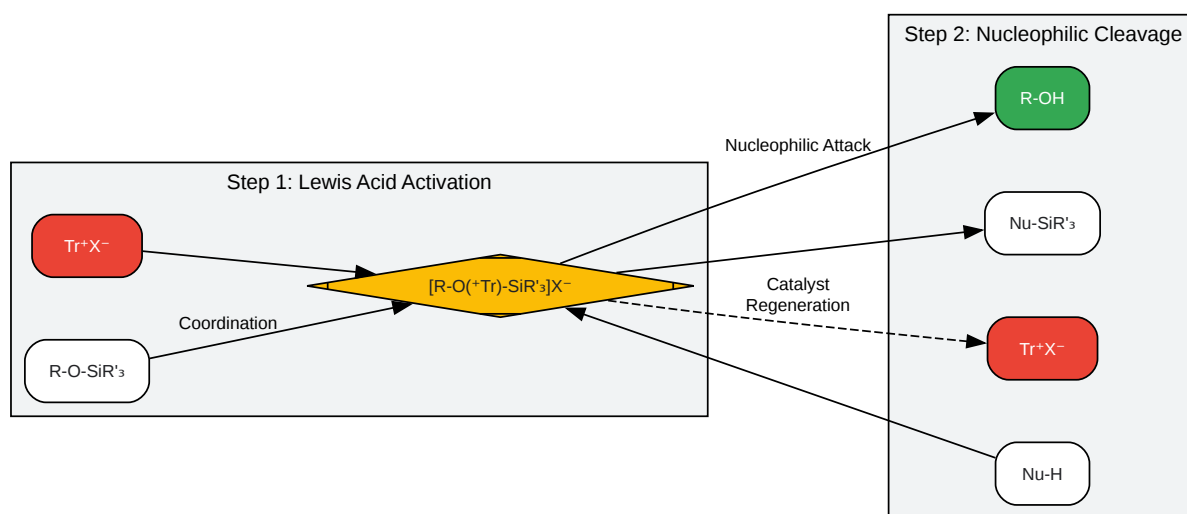 Step 1: Lewis Acid Activation
Tr⁺X⁻
Coordination
R-O-SiR'₃
[R-O(⁺Tr)-SiR'₃]X⁻
Nucleophilic Attack
Catalyst
Regeneration
Step 2: Nucleophilic Cleavage
R-OH
Nu-SiR'₃
Tr⁺X⁻
Nu-H